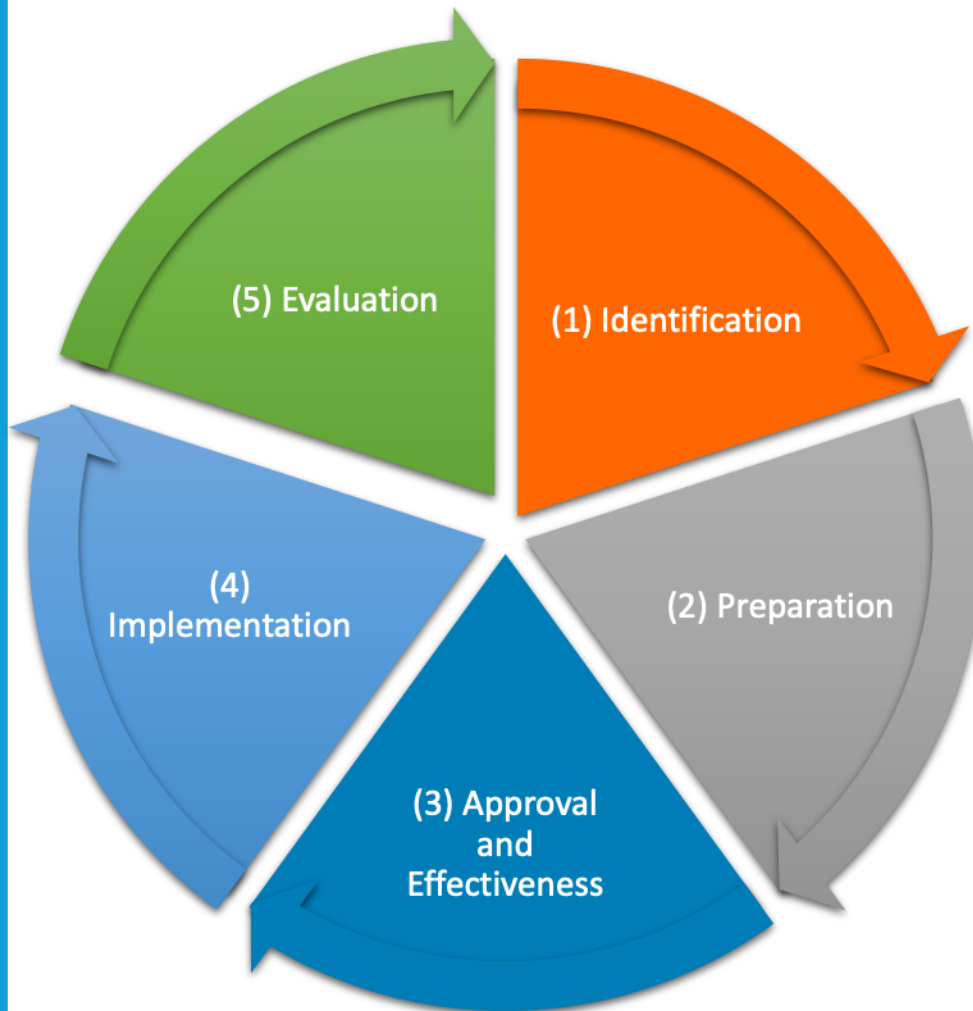 (1) Identification
(2) Preparation
(3) Approval
and
Effectiveness
(4)
Implementation
(5) Evaluation